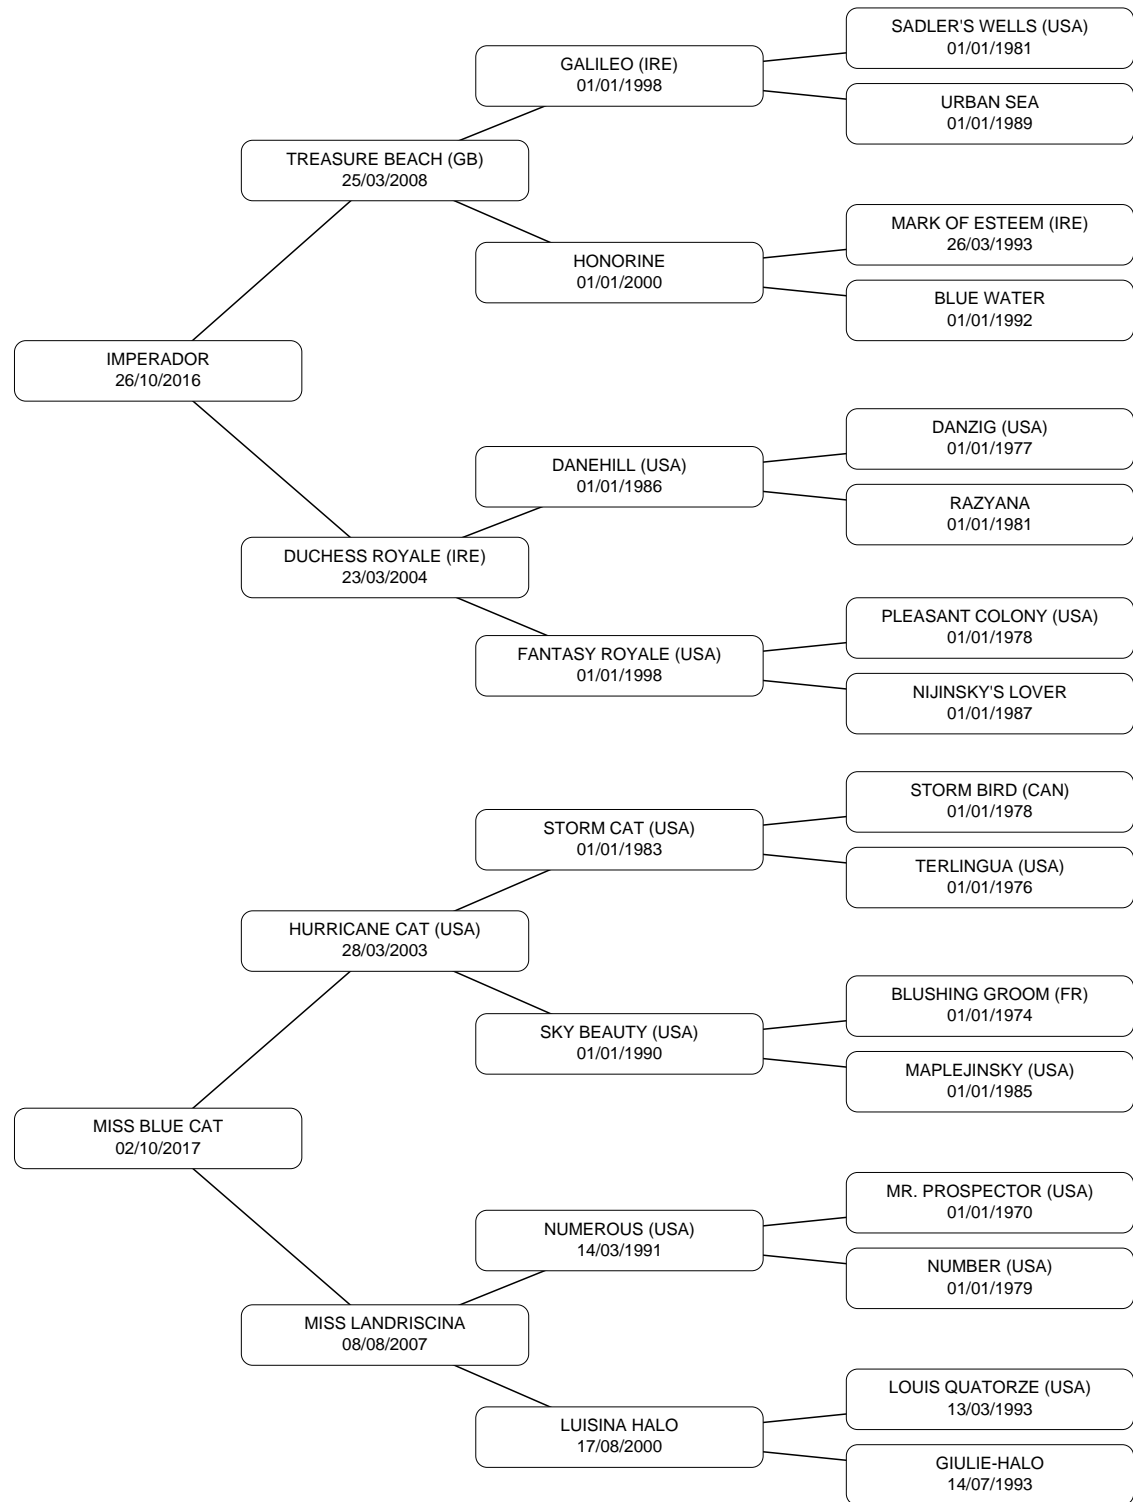 SADLER'S WELLS (USA)
01/01/1981
GALILEO (IRE)
01/01/1998
URBAN SEA
01/01/1989
TREASURE BEACH (GB)
25/03/2008
MARK OF ESTEEM (IRE)
26/03/1993
HONORINE
01/01/2000
BLUE WATER
01/01/1992
IMPERADOR
26/10/2016
DANZIG (USA)
01/01/1977
DANEHILL (USA)
01/01/1986
RAZYANA
01/01/1981
DUCHESS ROYALE (IRE)
23/03/2004
PLEASANT COLONY (USA)
01/01/1978
FANTASY ROYALE (USA)
01/01/1998
NIJINSKY'S LOVER
01/01/1987
STORM BIRD (CAN)
01/01/1978
STORM CAT (USA)
01/01/1983
TERLINGUA (USA)
01/01/1976
HURRICANE CAT (USA)
28/03/2003
BLUSHING GROOM (FR)
01/01/1974
SKY BEAUTY (USA)
01/01/1990
MAPLEJINSKY (USA)
01/01/1985
MISS BLUE CAT
02/10/2017
MR. PROSPECTOR (USA)
01/01/1970
NUMEROUS (USA)
14/03/1991
NUMBER (USA)
01/01/1979
MISS LANDRISCINA
08/08/2007
LOUIS QUATORZE (USA)
13/03/1993
LUISINA HALO
17/08/2000
GIULIE-HALO
14/07/1993